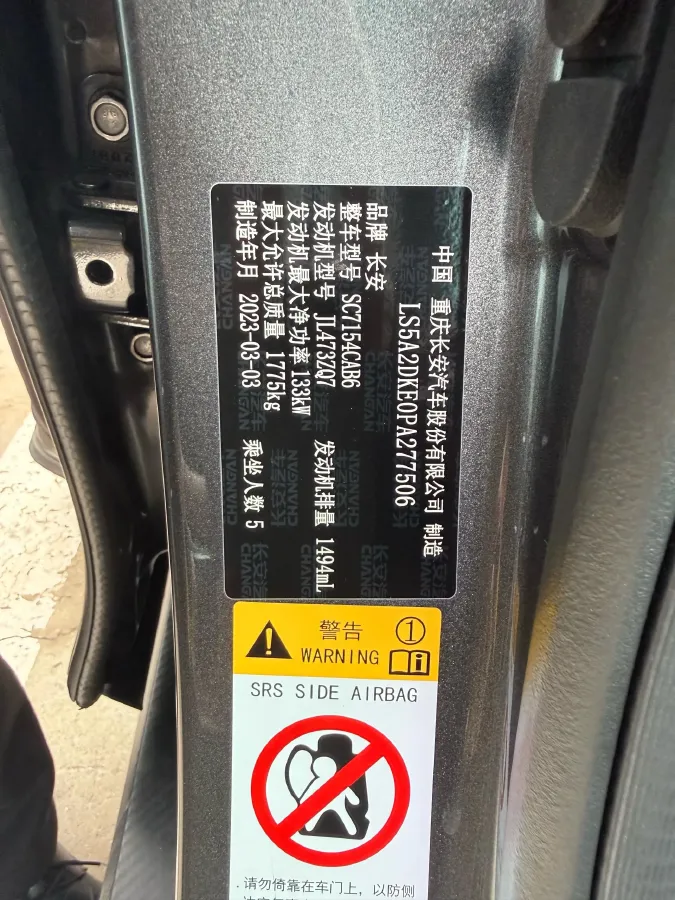 中国 重庆长安汽车股份有限公司 制造
LS5A2DKE0PA277506
品牌 长安
整车型号 SC7154CAB6
发动机型号 JL473ZQ7 发动机排量 1494mL
发动机最大净功率 133kW
最大允许总质量 1775kg
制造年月 2023-03-03 乘坐人数 5
警告 ①
WARNING
SRS SIDE AIRBAG
.请勿倚靠在车门上，以防侧